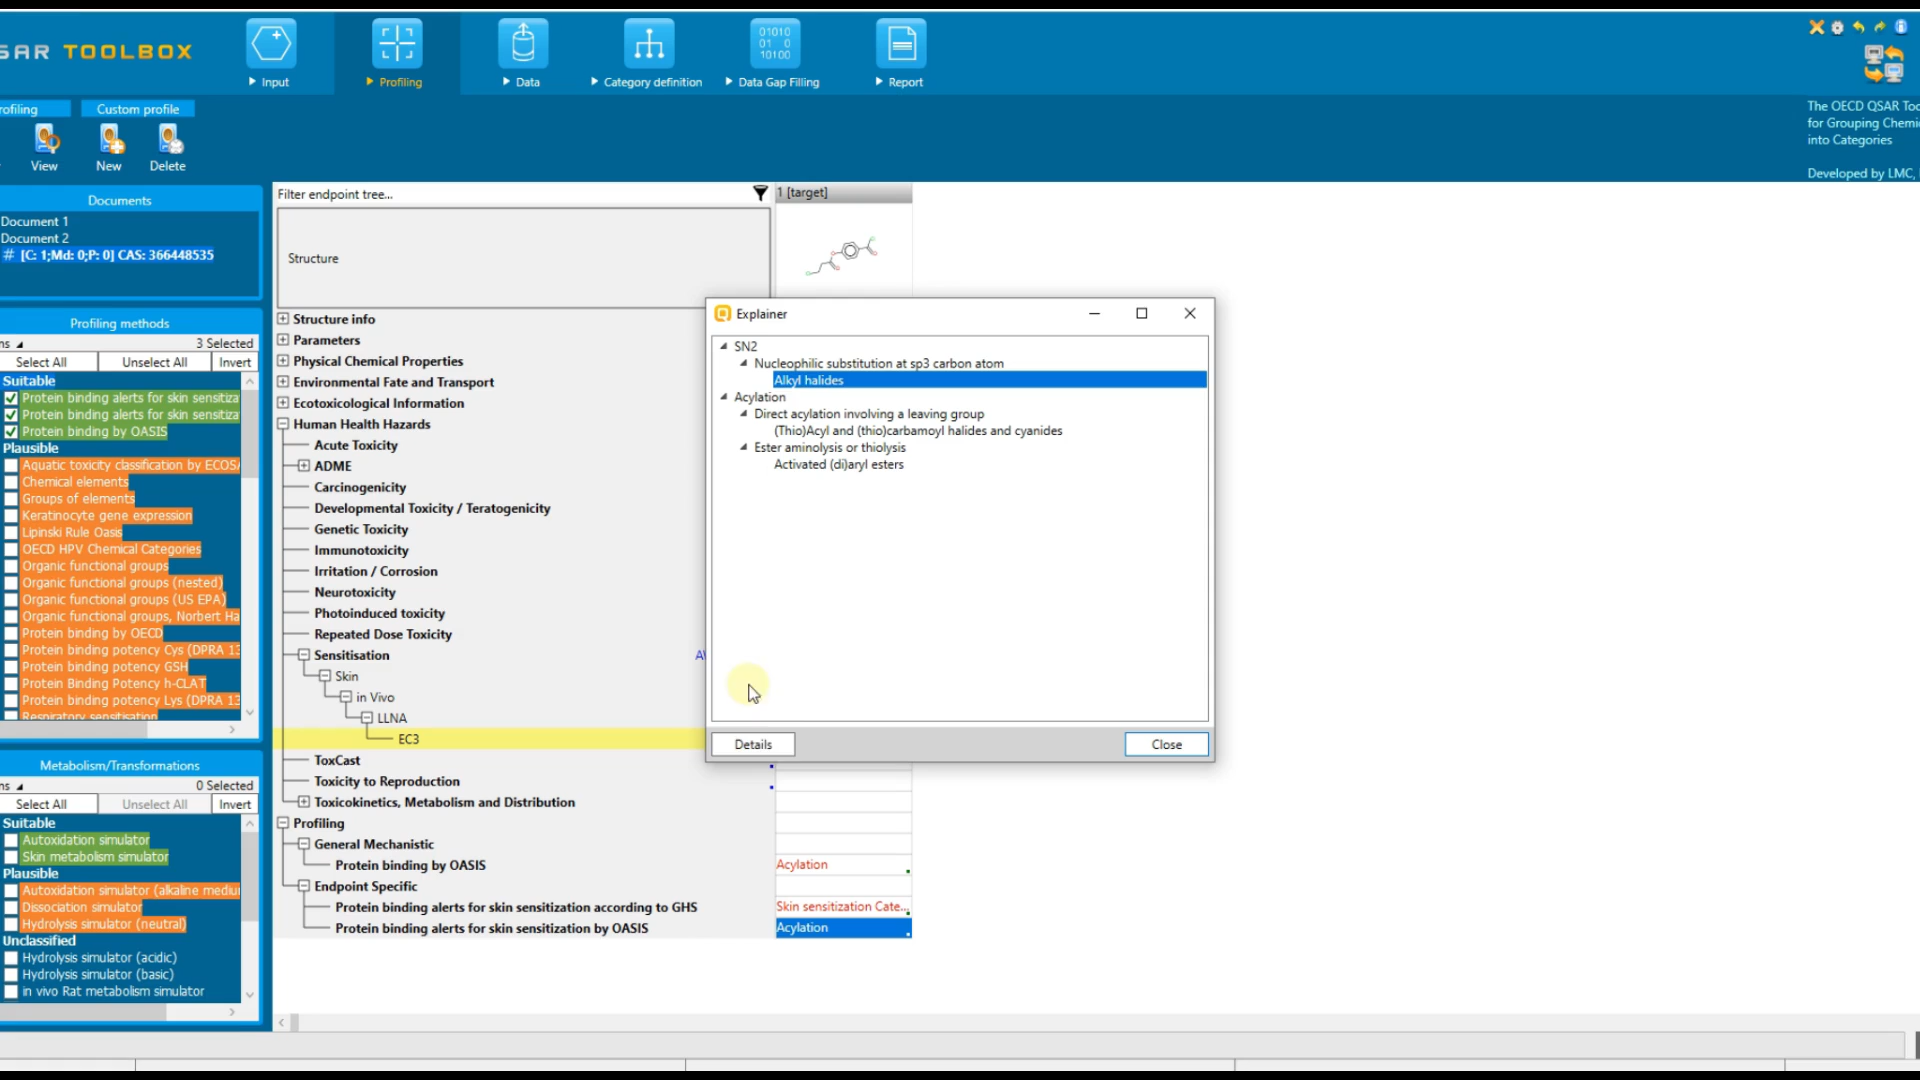 SAR TOOLBOX
Input
Profiling
Data
Category definition
01010
01 0
10100
Data Gap Filling
Report
The OECD QSAR Too
for Grouping Chemi
into Categories
Developed by LMC,
rofiling
Custom profile
View
New
Delete
Documents
Document 1
Document 2
# [C: 1;Md: 0;P: 0] CAS: 366448535
Profiling methods
ns
3 Selected
Select All
Unselect All
Invert
Suitable
Protein binding alerts for skin sensitiza
Protein binding alerts for skin sensitiza
Protein binding by OASIS
Plausible
Aquatic toxicity classification by ECOSA
Chemical elements
Groups of elements
Keratinocyte gene expression
Lipinski Rule Oasis
OECD HPV Chemical Categories
Organic functional groups
Organic functional groups (nested)
Organic functional groups (US EPA)
Organic functional groups, Norbert Ha
Protein binding by OECD
Protein binding potency Cys (DPRA 13
Protein binding potency GSH
Protein Binding Potency h-CLAT
Protein binding potency Lys (DPRA 13
Respiratory sensitisation
Metabolism/Transformations
ns
0 Selected
Select All
Unselect All
Invert
Suitable
Autoxidation simulator
Skin metabolism simulator
Plausible
Autoxidation simulator (alkaline mediu
Dissociation simulator
Hydrolysis simulator (neutral)
Unclassified
Hydrolysis simulator (acidic)
Hydrolysis simulator (basic)
in vivo Rat metabolism simulator
Filter endpoint tree...
1 [target]
Structure
Structure info
Parameters
Physical Chemical Properties
Environmental Fate and Transport
Ecotoxicological Information
Human Health Hazards
Acute Toxicity
ADME
Carcinogenicity
Developmental Toxicity / Teratogenicity
Genetic Toxicity
Immunotoxicity
Irritation / Corrosion
Neurotoxicity
Photoinduced toxicity
Repeated Dose Toxicity
Sensitisation
Skin
in Vivo
LLNA
EC3
ToxCast
Toxicity to Reproduction
Toxicokinetics, Metabolism and Distribution
Profiling
General Mechanistic
Protein binding by OASIS
Acylation
Endpoint Specific
Protein binding alerts for skin sensitization according to GHS
Skin sensitization Cate...
Protein binding alerts for skin sensitization by OASIS
Acylation
Explainer
SN2
Nucleophilic substitution at sp3 carbon atom
Alkyl halides
Acylation
Direct acylation involving a leaving group
(Thio)Acyl and (thio)carbamoyl halides and cyanides
Ester aminolysis or thiolysis
Activated (di)aryl esters
Details
Close